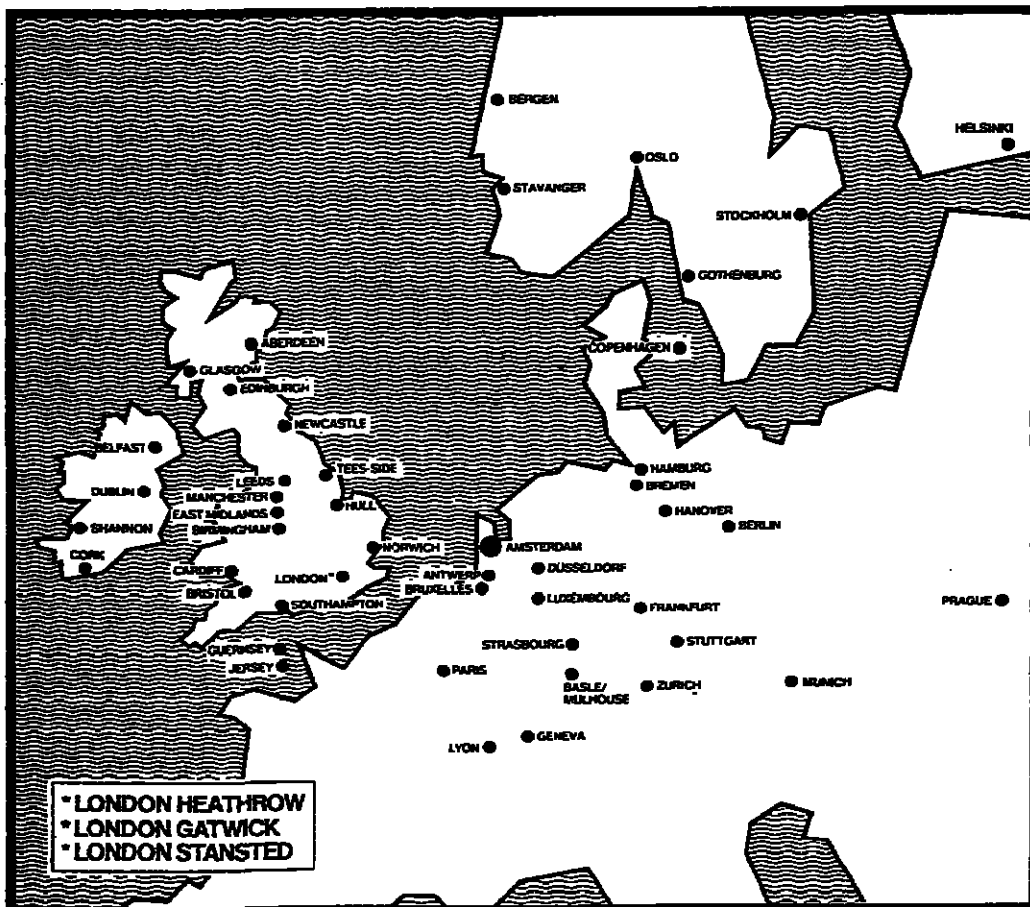 BERGEN
HELSINKI
OSLO
STAVANGER
STOCKHOLM
GOTHENBURG
ABERDEEN
COPENHAGEN
GLASGOW
EDINBURGH
NEWCASTLE
BELFAST
HAMBURG
TEES-SIDE
LEEDS
BREMEN
DUBLIN
MANCHESTER
HULL
EAST MIDLANDS
HANOVER
SHANNON
BIRMINGHAM
BERLIN
NORWICH
AMSTERDAM
CORK
CARDIFF
LONDON*
ANTWERP
DÜSSELDORF
BRISTOL
BRUXELLES
LUXEMBOURG
PRAGUE
SOUTHAMPTON
FRANKFURT
GUERNSEY
STRASBOURG
STUTTGART
JERSEY
PARIS
BASLE/
MULHOUSE
ZURICH
MUNICH
LYON
GENEVA
* LONDON HEATHROW
* LONDON GATWICK
* LONDON STANSTED